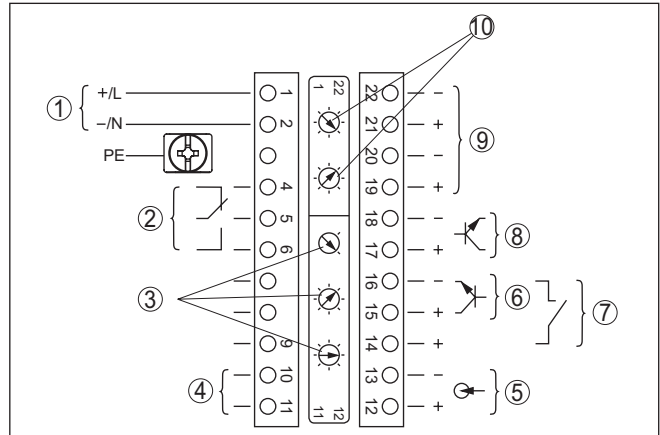 ⑩
① +/L 1 1 22 22 −
−/N 2 21 + ⑨
PE 20 −
4 19 +
② 5 18 − ⑧
6 17 +
16 − ⑥
③ 15 + ⑦
9 14 +
④ 10 13 − ⑤
11 11 12 12 +